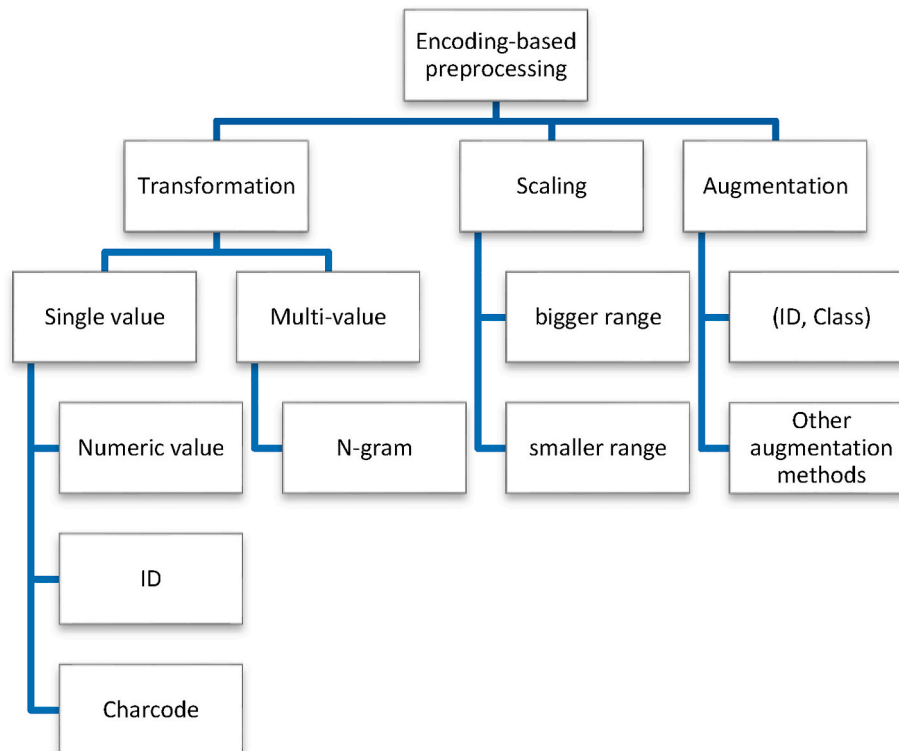 Encoding-based
preprocessing
Transformation
Scaling
Augmentation
Single value
Multi-value
bigger range
(ID, Class)
Numeric value
N-gram
smaller range
Other
augmentation
methods
ID
Charcode